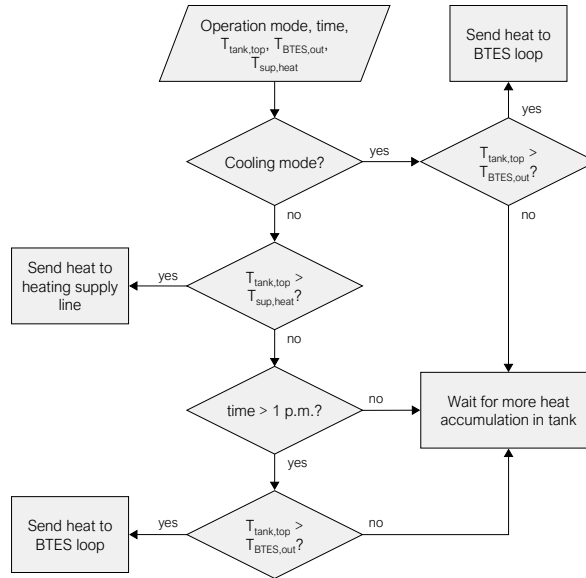 Operation mode, time,
T_tank,top, T_BTES,out,
T_sup,heat
Send heat to
BTES loop
yes
Cooling mode?
yes
T_tank,top >
T_BTES,out?
no
no
Send heat to
heating supply
line
yes
T_tank,top >
T_sup,heat?
no
time > 1 p.m.?
no
Wait for more heat
accumulation in tank
yes
Send heat to
BTES loop
yes
T_tank,top >
T_BTES,out?
no